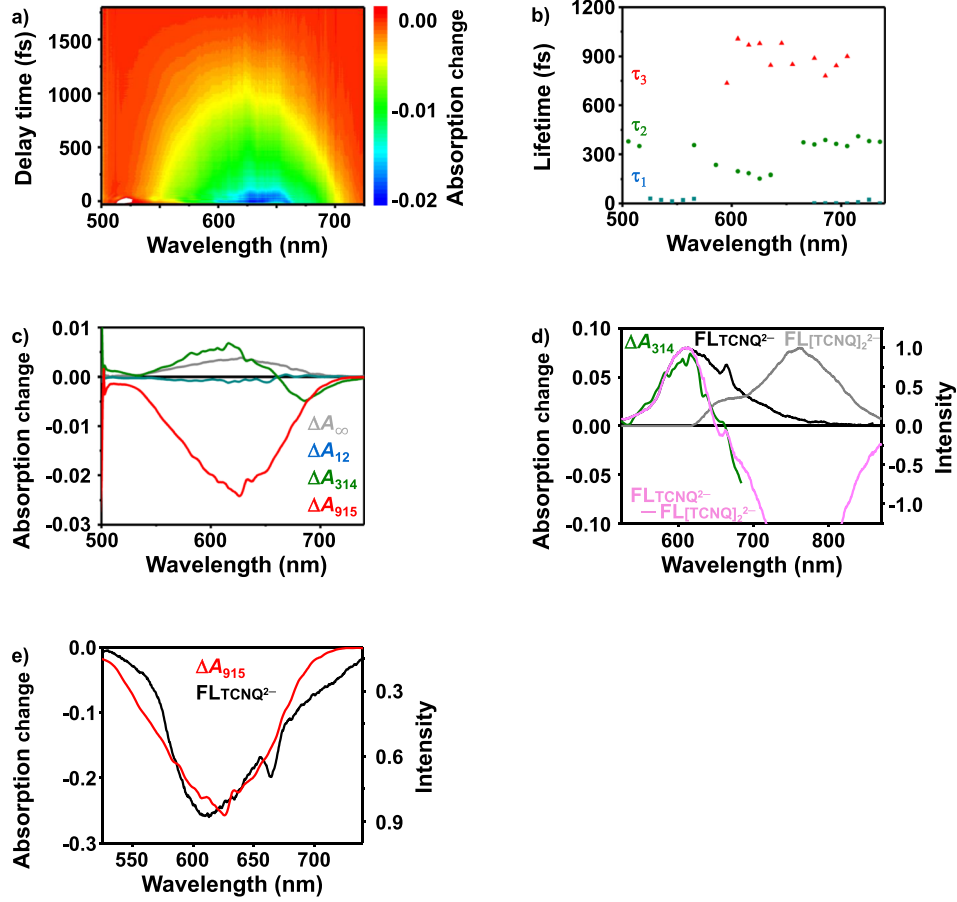 a)
Delay time (fs)
1500
1000
500
0
500
600
700
Wavelength (nm)
0.00
-0.01
-0.02
Absorption change
b)
Lifetime (fs)
1200
900
600
300
0
τ3
τ2
τ1
500
600
700
Wavelength (nm)
c)
Absorption change
0.01
0.00
-0.01
-0.02
-0.03
ΔA∞
ΔA12
ΔA314
ΔA915
500
600
700
Wavelength (nm)
d)
Absorption change
0.10
0.05
0.00
-0.05
-0.10
ΔA314
FLTCNQ2−
FL[TCNQ]22−
FLTCNQ2−
—FL[TCNQ]22−
1.0
0.5
0.0
-0.5
-1.0
Intensity
600
700
800
Wavelength (nm)
e)
Absorption change
0.0
-0.1
-0.2
-0.3
ΔA915
FLTCNQ2−
0.3
0.6
0.9
Intensity
550
600
650
700
Wavelength (nm)